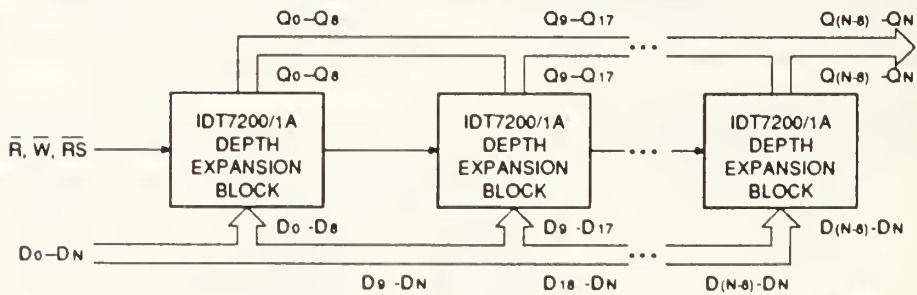 Q0–Q8 Q9–Q17 Q(N-8) -QN
Q0–Q8 Q9–Q17 Q(N-8) -QN
IDT7200/1A
DEPTH
EXPANSION
BLOCK
IDT7200/1A
DEPTH
EXPANSION
BLOCK
IDT7200/1A
DEPTH
EXPANSION
BLOCK
R̅, W̅, R̅S̅
D0 -D8 D9 -D17 D(N-8)-DN
D0–DN
D9 -DN D18 -DN D(N-8)-DN